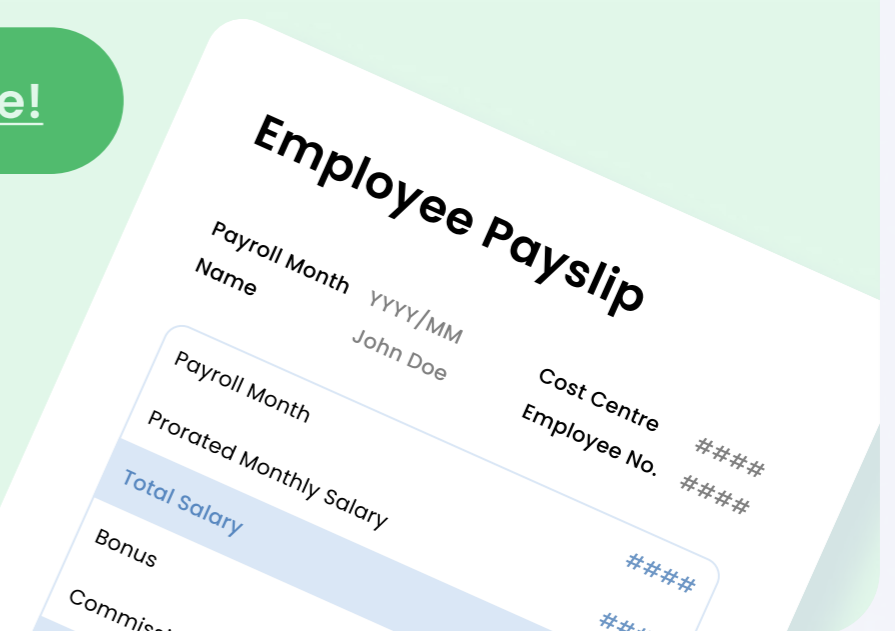 e!
Employee Payslip
Payroll Month YYYY/MM
Name John Doe
Cost Centre ####
Employee No. ####
Payroll Month ####
Prorated Monthly Salary
Total Salary
Bonus